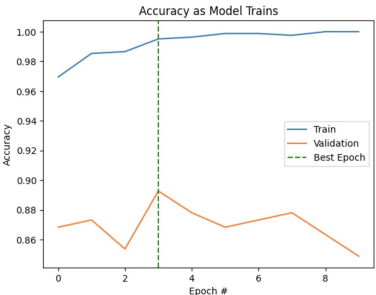 Accuracy as Model Trains
1.00
0.98
0.96
0.94
0.92
0.90
0.88
0.86
Accuracy
Train
Validation
Best Epoch
0
2
4
6
8
Epoch #